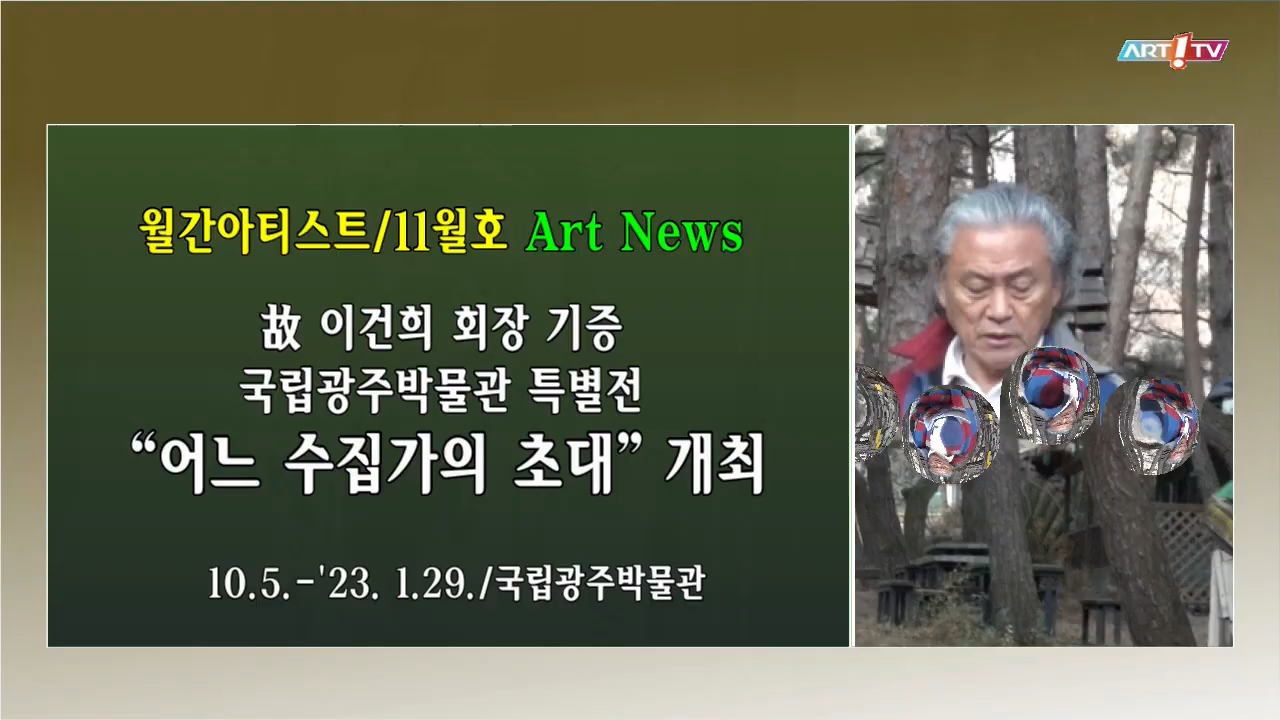 ART!TV
월간아티스트/11월호 Art News
故 이건희 회장 기증
국립광주박물관 특별전
“어느 수집가의 초대” 개최
10.5.-'23. 1.29./국립광주박물관